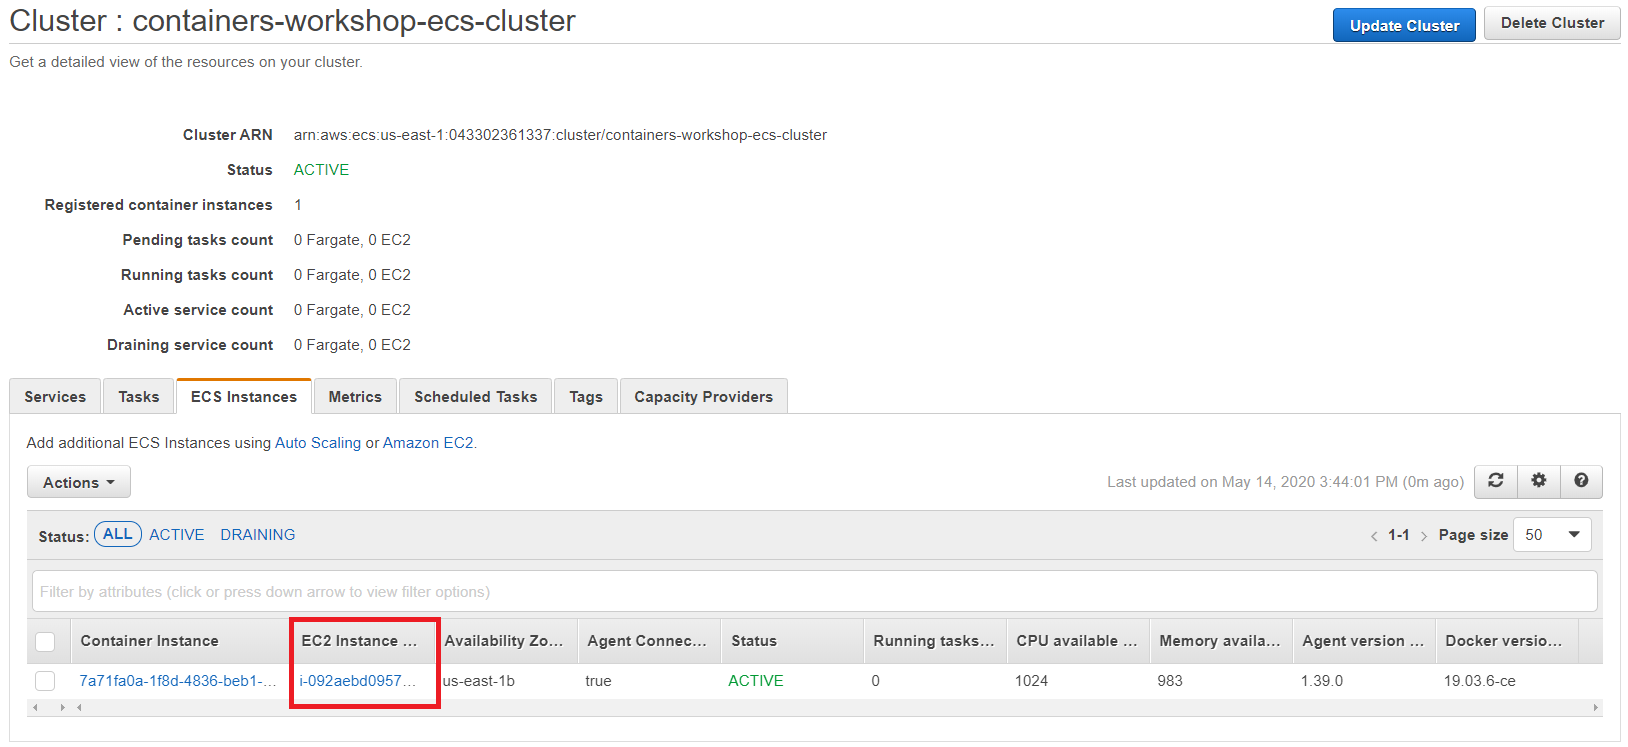 Cluster : containers-workshop-ecs-cluster
Update Cluster Delete Cluster
Get a detailed view of the resources on your cluster.
Cluster ARN arn:aws:ecs:us-east-1:043302361337:cluster/containers-workshop-ecs-cluster
Status ACTIVE
Registered container instances 1
Pending tasks count 0 Fargate, 0 EC2
Running tasks count 0 Fargate, 0 EC2
Active service count 0 Fargate, 0 EC2
Draining service count 0 Fargate, 0 EC2
Services Tasks ECS Instances Metrics Scheduled Tasks Tags Capacity Providers
Add additional ECS Instances using Auto Scaling or Amazon EC2.
Actions Last updated on May 14, 2020 3:44:01 PM (0m ago)
Status: ALL ACTIVE DRAINING 1-1 Page size 50
Filter by attributes (click or press down arrow to view filter options)
Container Instance EC2 Instance ... Availability Zo... Agent Connec... Status Running tasks... CPU available ... Memory availa... Agent version ... Docker versio...
7a71fa0a-1f8d-4836-beb1-... i-092aebd0957... us-east-1b true ACTIVE 0 1024 983 1.39.0 19.03.6-ce